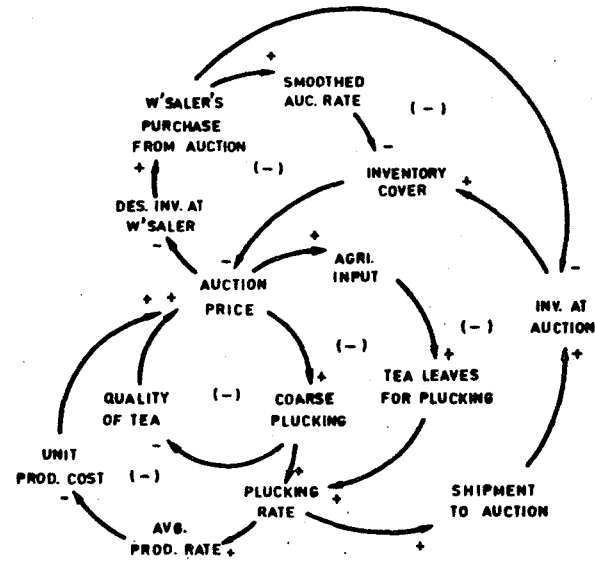 +
SMOOTHED
AUC. RATE
W'SALER'S
PURCHASE
FROM AUCTION
(-)
-
+
(-)
INVENTORY
COVER
+
DES. INV. AT
W'SALER
-
-
+
AGRI.
INPUT
-
AUCTION
PRICE
+ +
INV. AT
AUCTION
(-)
(-)
+
+
+
TEA LEAVES
FOR PLUCKING
QUALITY
OF TEA
(-)
COARSE
PLUCKING
-
UNIT
PROD. COST
-
(-)
+
+
PLUCKING
RATE
SHIPMENT
TO AUCTION
AVG.
PROD. RATE
+
+